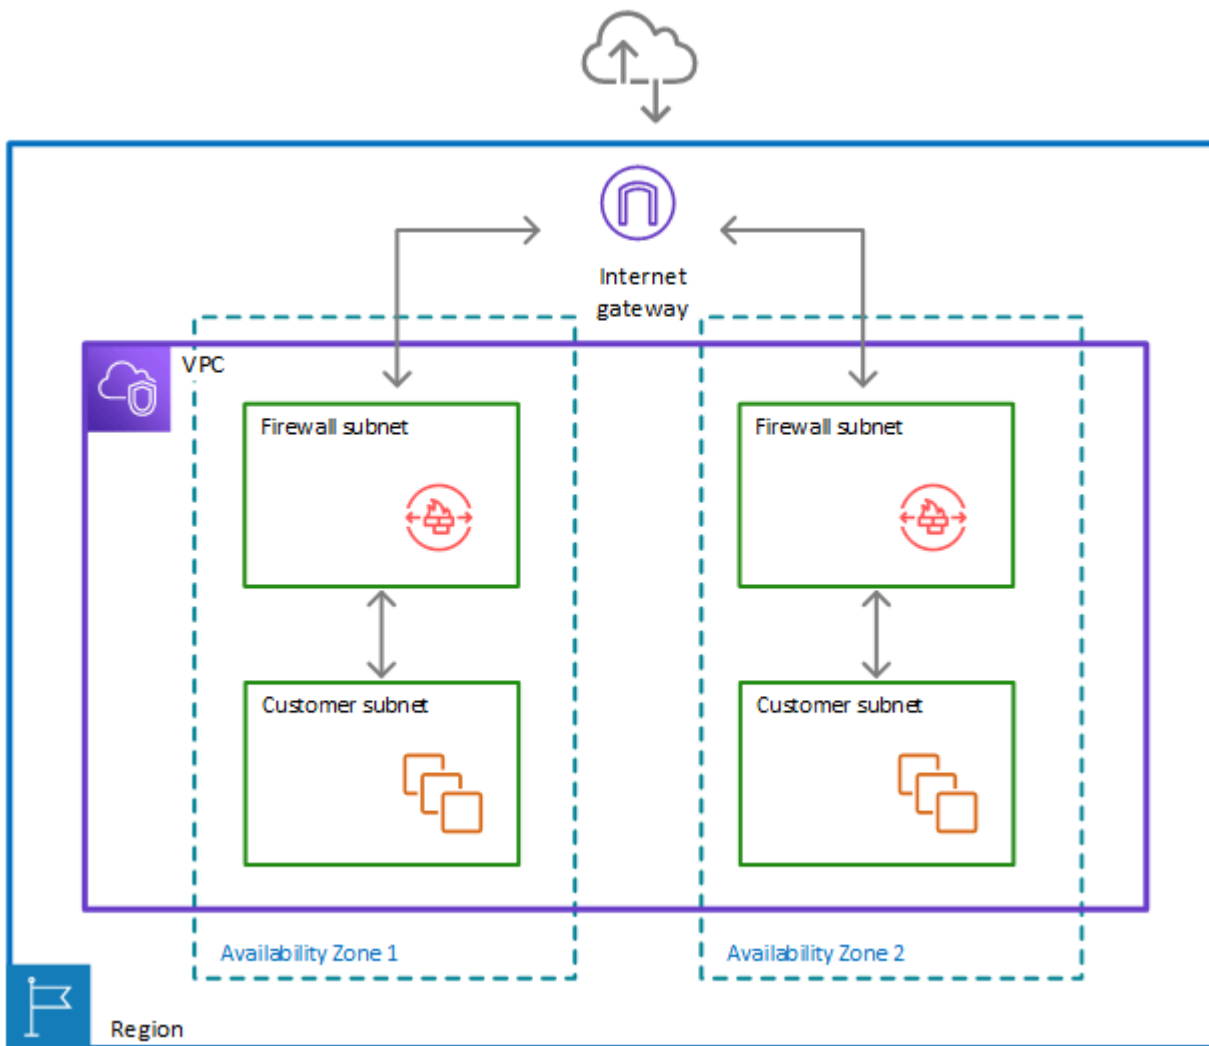 Internet
gateway
VPC
Firewall subnet
Firewall subnet
Customer subnet
Customer subnet
Availability Zone 1
Availability Zone 2
Region